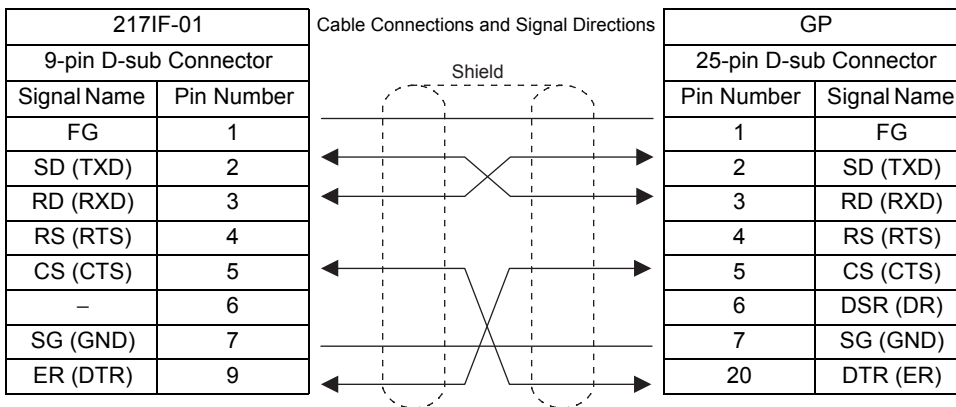 217IF-01 Cable Connections and Signal Directions GP
9-pin D-sub Connector Shield 25-pin D-sub Connector
Signal Name Pin Number Pin Number Signal Name
FG 1 1 FG
SD (TXD) 2 2 SD (TXD)
RD (RXD) 3 3 RD (RXD)
RS (RTS) 4 4 RS (RTS)
CS (CTS) 5 5 CS (CTS)
– 6 6 DSR (DR)
SG (GND) 7 7 SG (GND)
ER (DTR) 9 20 DTR (ER)